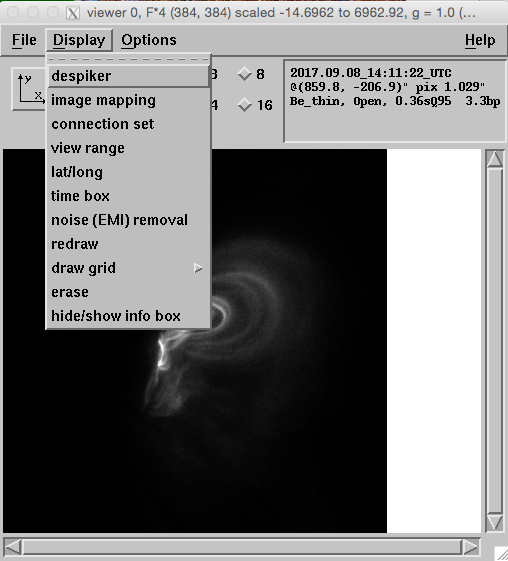 viewer 0, F*4 (384, 384) scaled -14.6962 to 6962.92, g = 1.0 (...
File Display Options Help
despiker
image mapping
connection set
view range
lat/long
time box
noise (EMI) removal
redraw
draw grid
erase
hide/show info box
y
x
8
4 16
2017.09.08_14:11:22_UTC
@(859.8, -206.9)" pix 1.029"
Be_thin, Open, 0.36sQ95 3.3bp